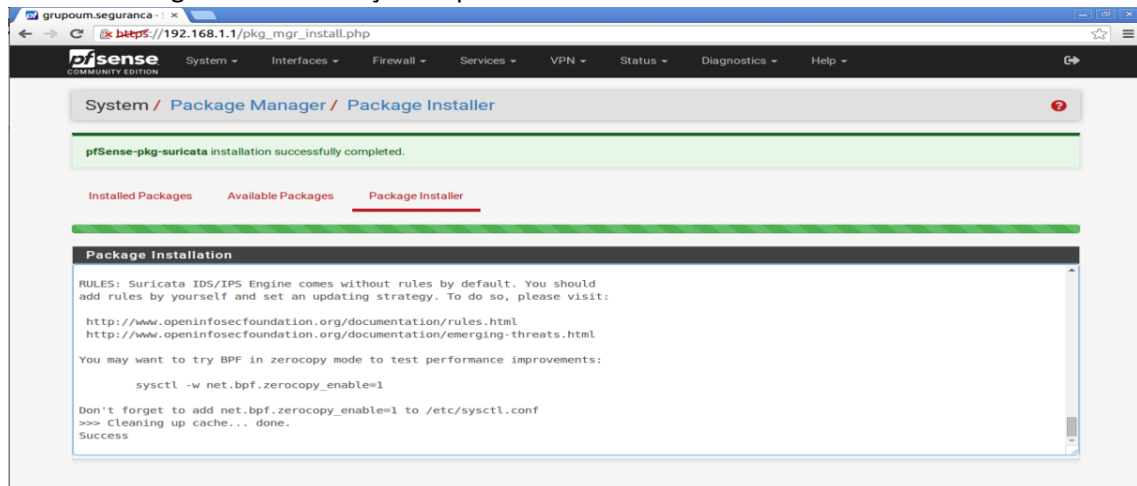 grupoum.seguranca - S
https://192.168.1.1/pkg_mgr_install.php
pfsense
COMMUNITY EDITION
System Interfaces Firewall Services VPN Status Diagnostics Help
System / Package Manager / Package Installer
pfSense-pkg-suricata installation successfully completed.
Installed Packages Available Packages Package Installer
Package Installation
RULES: Suricata IDS/IPS Engine comes without rules by default. You should
add rules by yourself and set an updating strategy. To do so, please visit:
http://www.openinfosecfoundation.org/documentation/rules.html
http://www.openinfosecfoundation.org/documentation/emerging-threats.html
You may want to try BPF in zerocopy mode to test performance improvements:
sysctl -w net.bpf.zerocopy_enable=1
Don't forget to add net.bpf.zerocopy_enable=1 to /etc/sysctl.conf
>>> Cleaning up cache... done.
Success